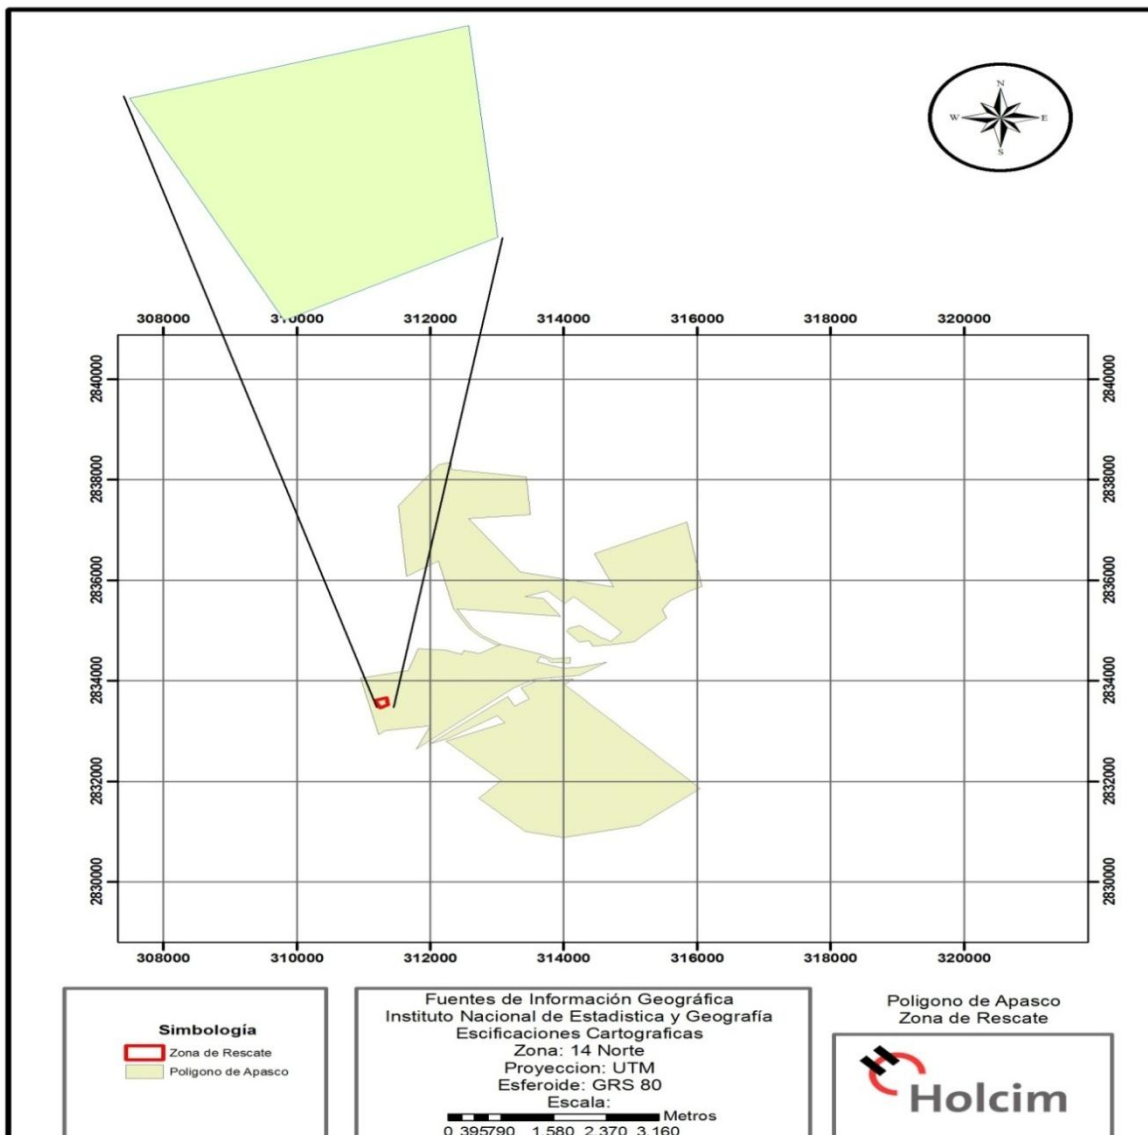 N
W E
S
308000 310000 312000 314000 316000 318000 320000
2840000 2840000
2838000 2838000
2836000 2836000
2834000 2834000
2832000 2832000
2830000 2830000
308000 310000 312000 314000 316000 318000 320000
Simbología
Zona de Rescate
Poligono de Apasco
Fuentes de Información Geográfica
Instituto Nacional de Estadistica y Geografía
Escificaciones Cartograficas
Zona: 14 Norte
Proyeccion: UTM
Esferoide: GRS 80
Escala:
Metros
0 395790 1.580 2.370 3.160
Poligono de Apasco
Zona de Rescate
Holcim